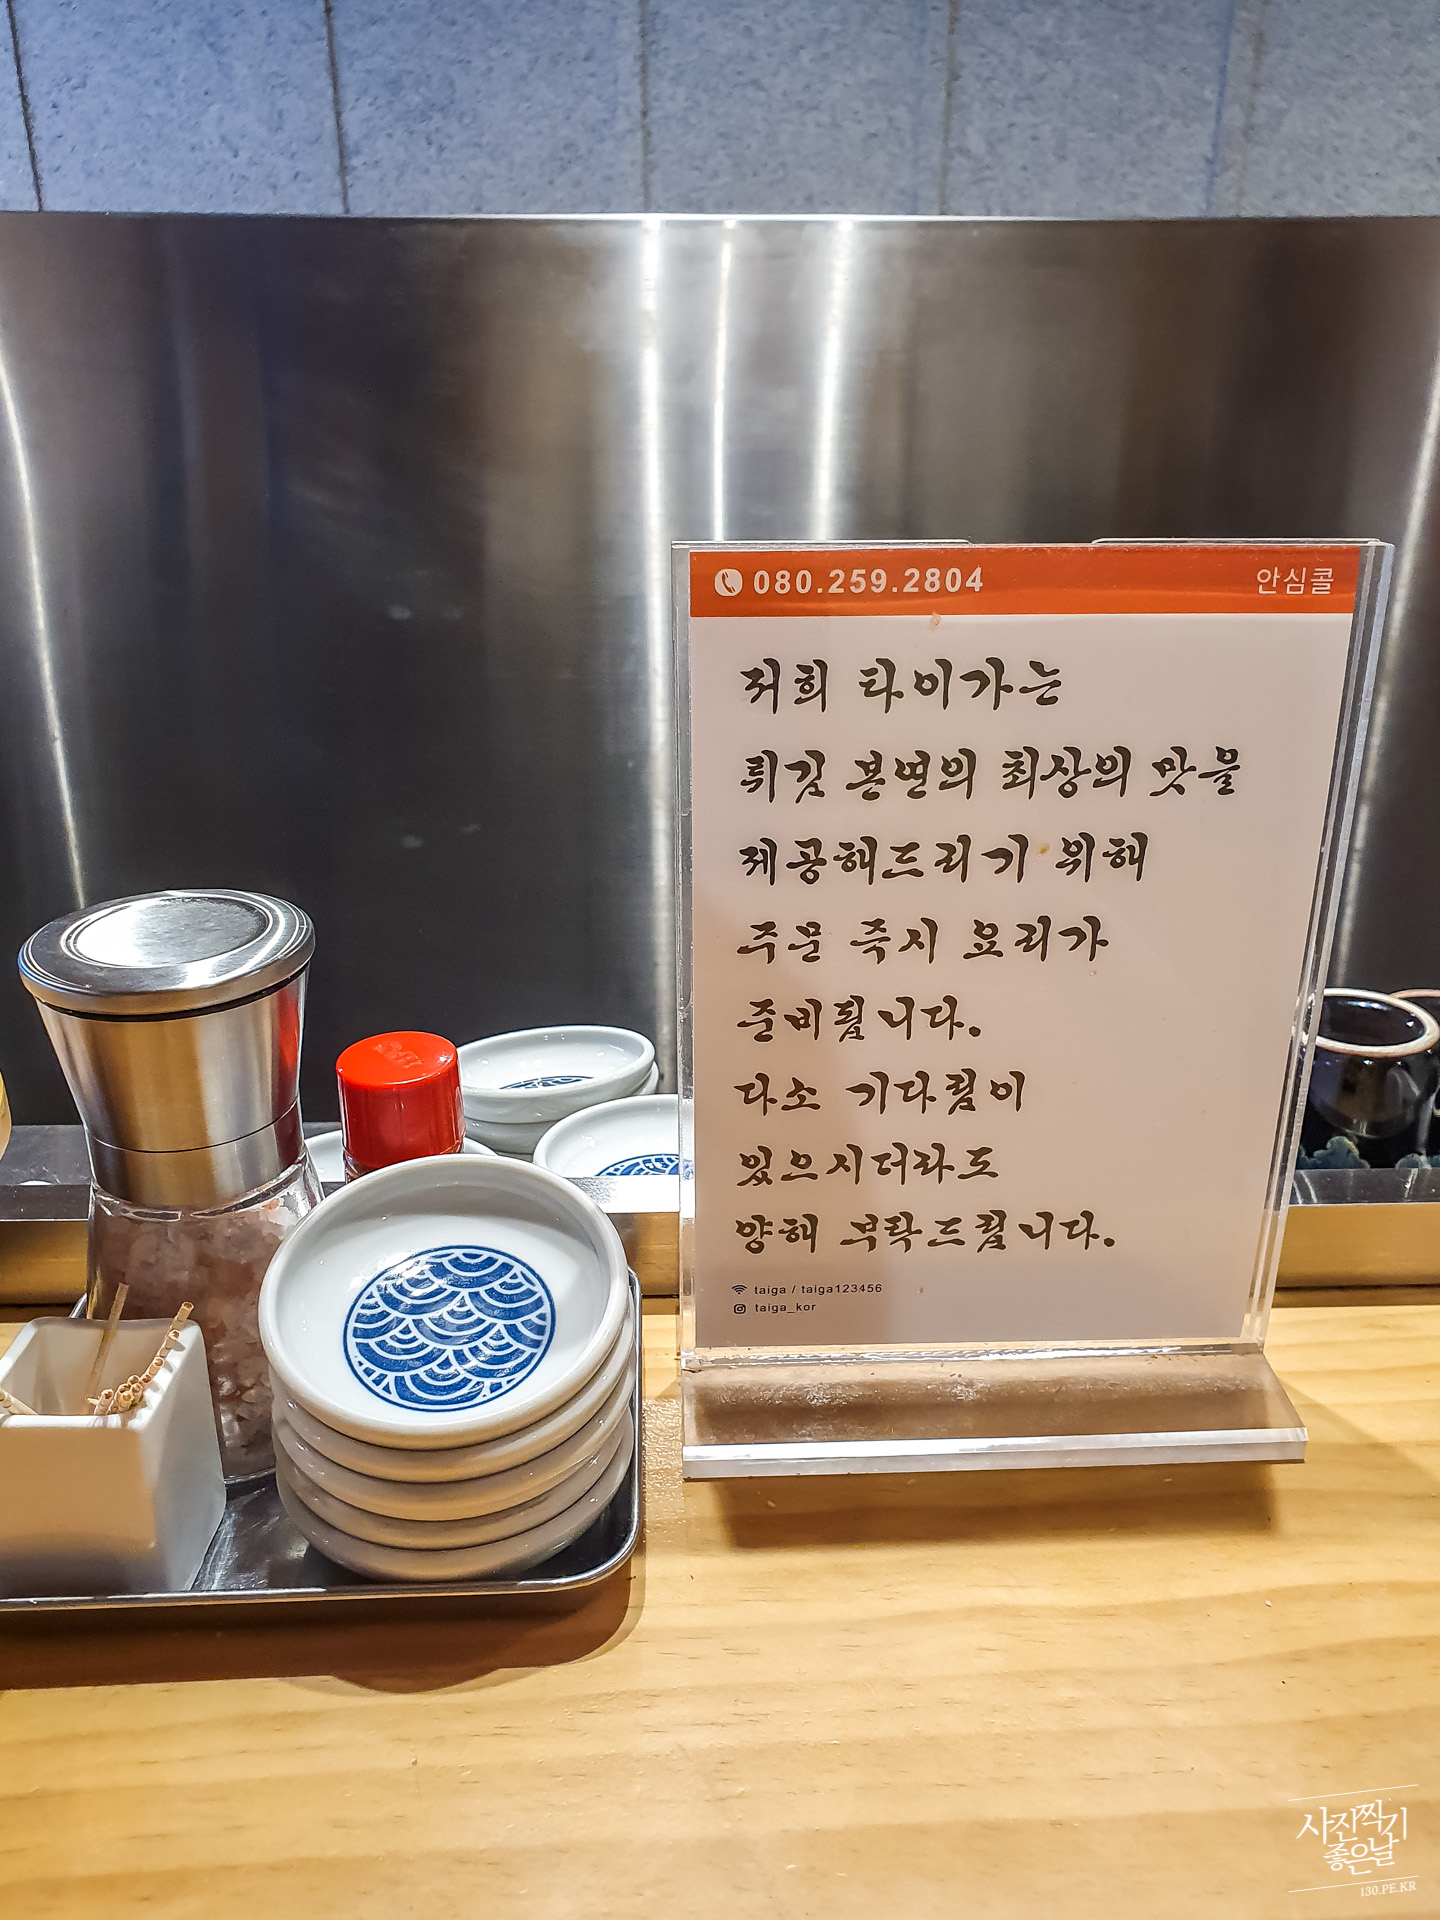 080.259.2804 안심콜
저희 타이가는
튀김 본연의 최상의 맛을
제공해드리기 위해
주문 즉시 요리가
준비됩니다.
다소 기다림이
있으시더라도
양해 부탁드립니다.
taiga / taiga123456
taiga_kor
사진찍기
좋은날
130.PE.KR